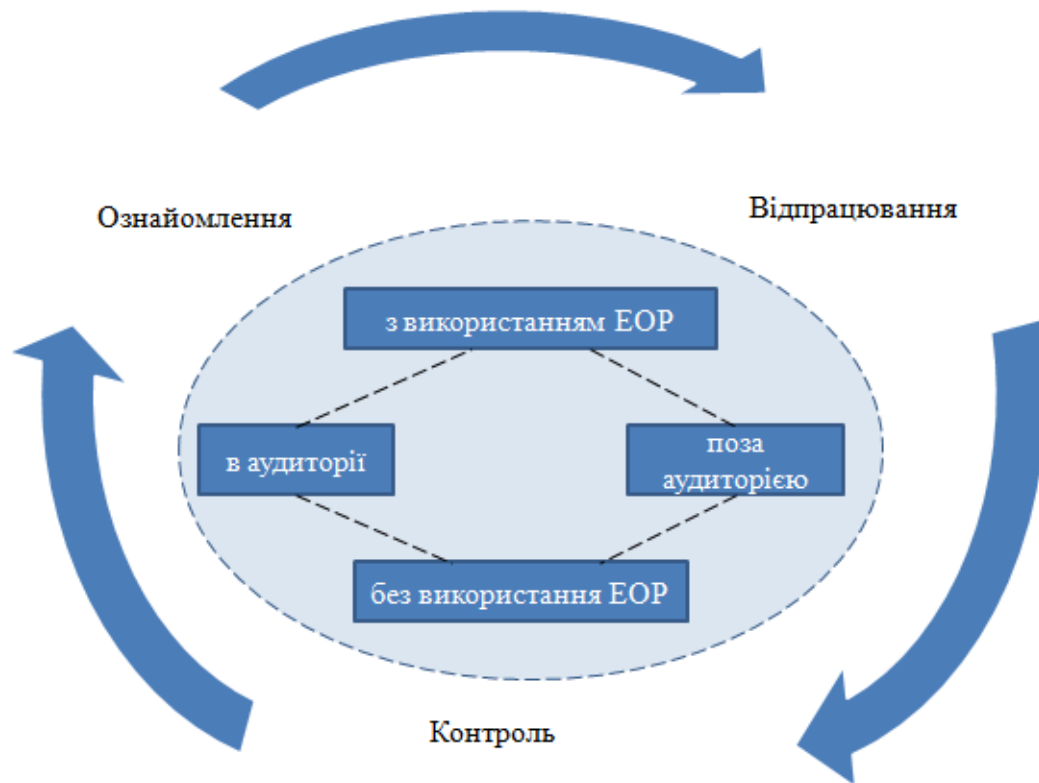 Ознайомлення
Відпрацювання
з використанням ЕОР
в аудиторії
поза
аудиторією
без використання ЕОР
Контроль